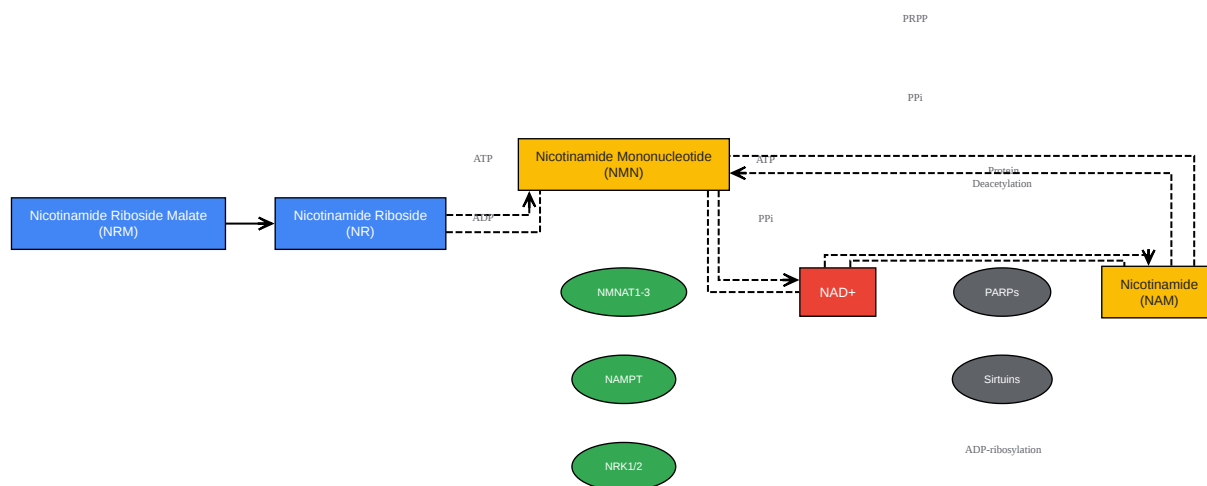 PRPP
PPi
ATP
Nicotinamide Mononucleotide
(NMN)
ATP
Protein
Deacetylation
Nicotinamide Riboside Malate
(NRM)
Nicotinamide Riboside
(NR)
ADP
PPi
NMNAT1-3
NAD+
PARPs
Nicotinamide
(NAM)
NAMPT
Sirtuins
ADP-ribosylation
NRK1/2